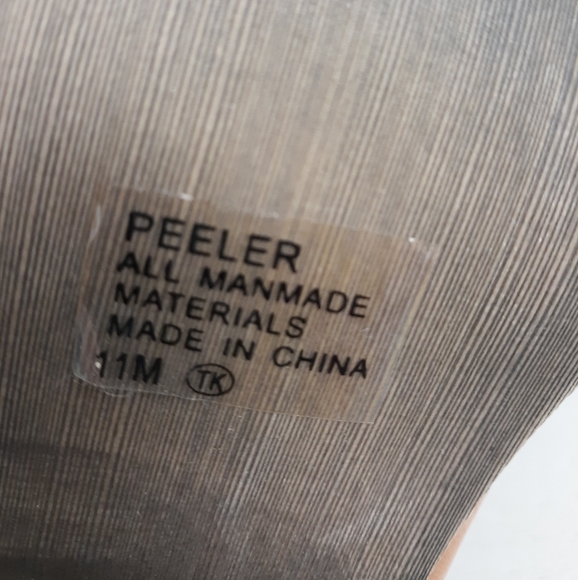 PEELER
ALL MANMADE
MATERIALS
MADE IN CHINA
11M TK